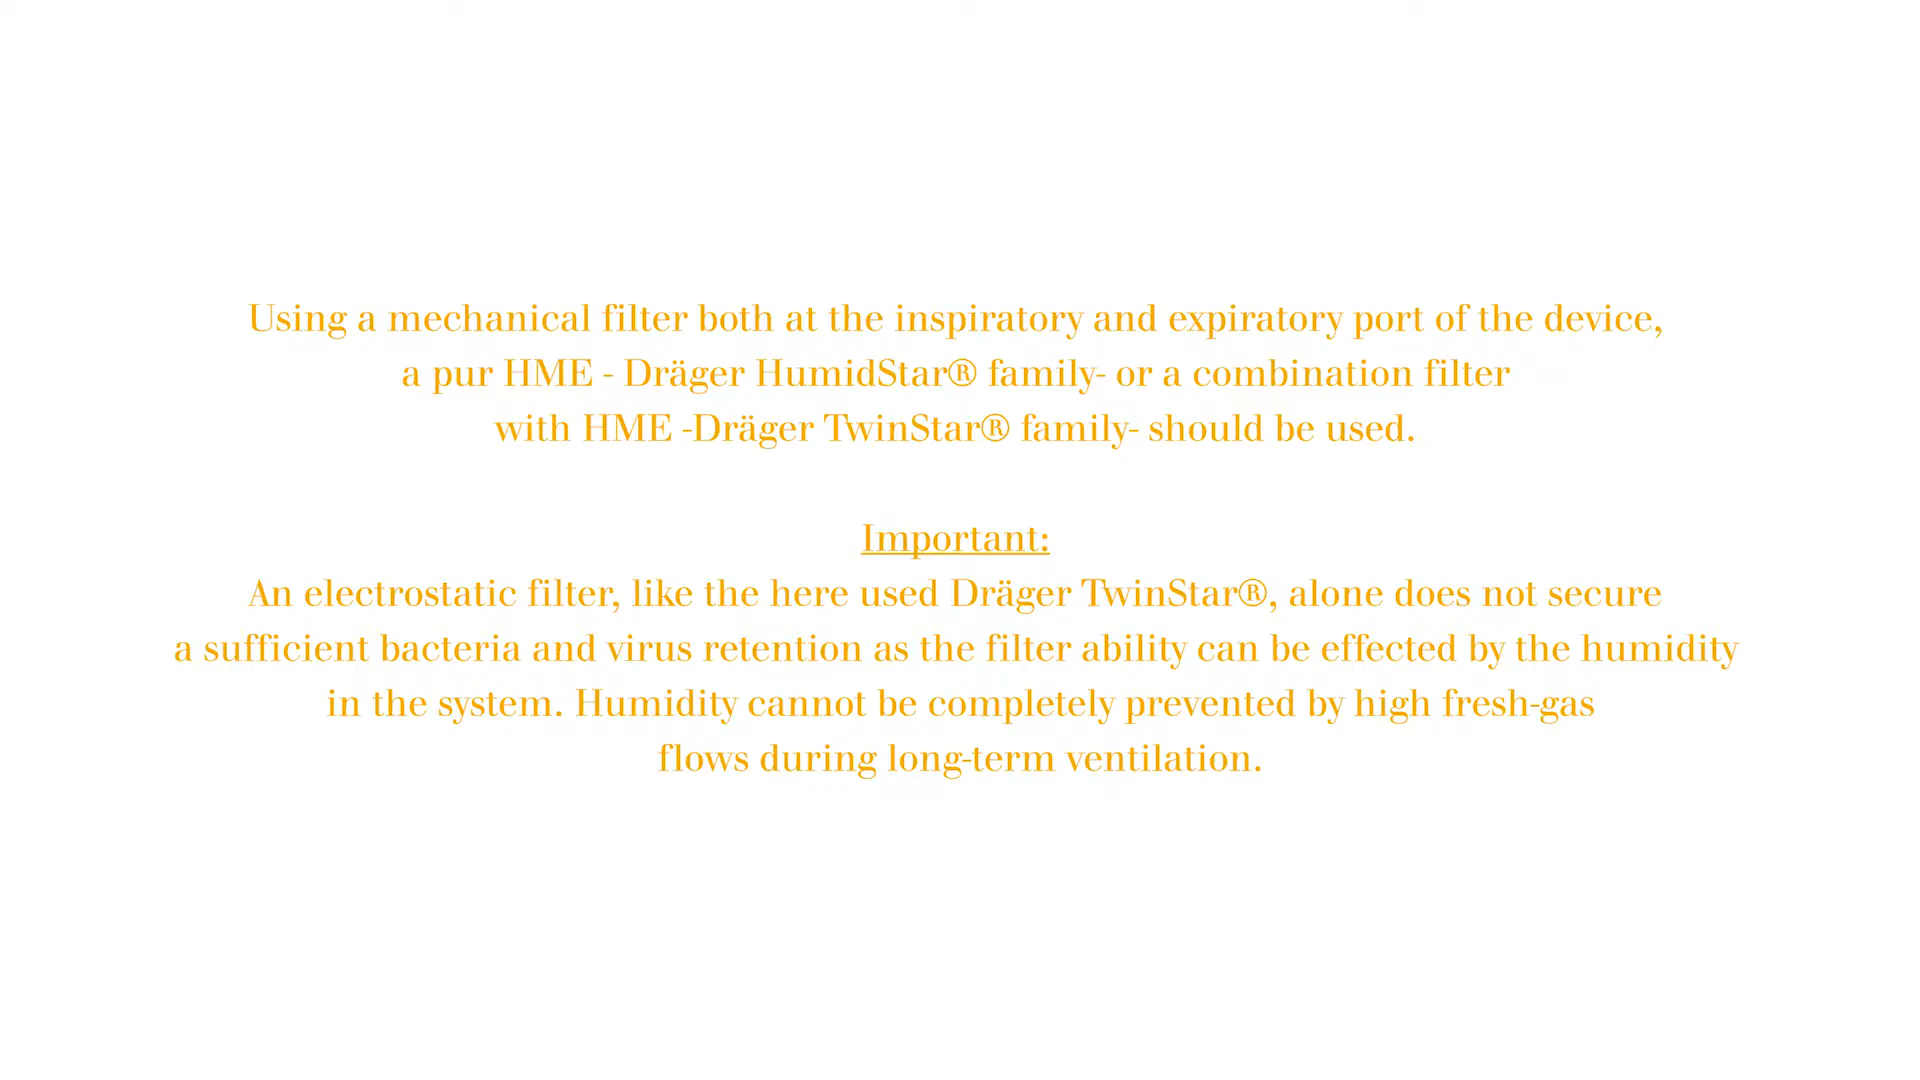 Using a mechanical filter both at the inspiratory and expiratory port of the device,
a pur HME - Dräger HumidStar® family- or a combination filter
with HME -Dräger TwinStar® family- should be used.
Important:
An electrostatic filter, like the here used Dräger TwinStar®, alone does not secure
a sufficient bacteria and virus retention as the filter ability can be effected by the humidity
in the system. Humidity cannot be completely prevented by high fresh-gas
flows during long-term ventilation.